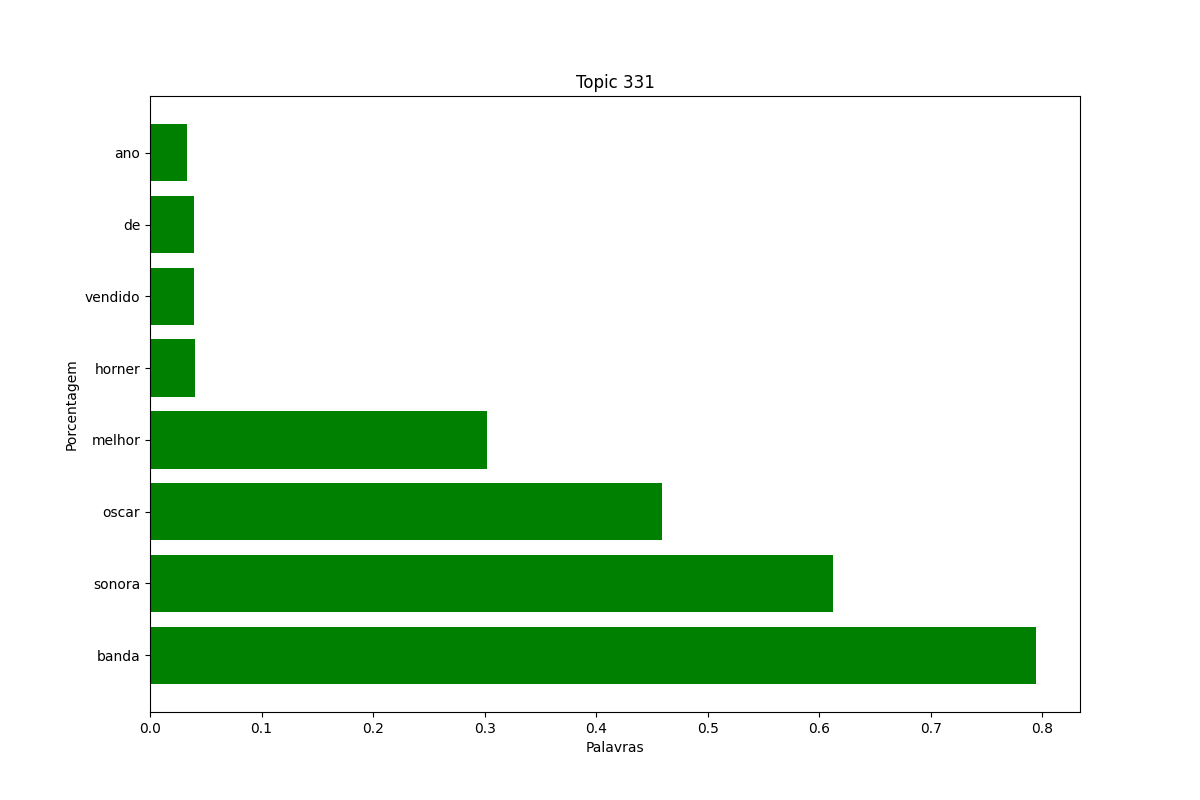 Topic 331
ano
de
vendido
horner
melhor
oscar
sonora
banda
Porcentagem
0.0 0.1 0.2 0.3 0.4 0.5 0.6 0.7 0.8
Palavras